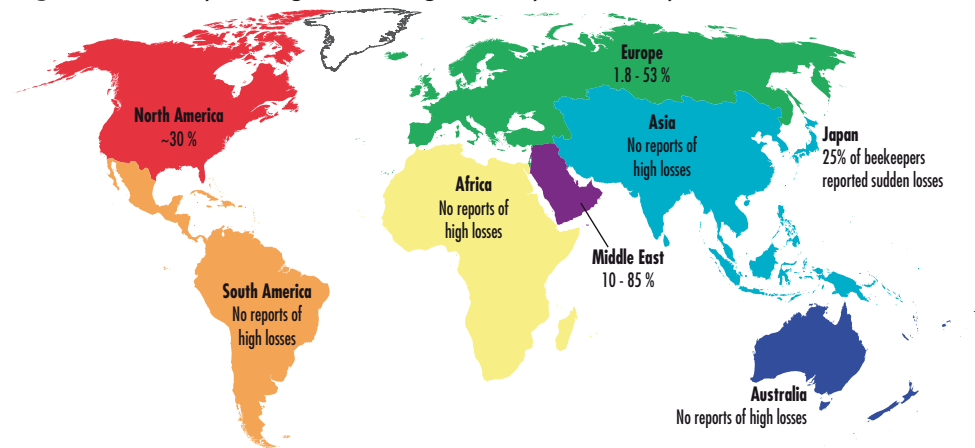 Europe
1.8 - 53 %
North America
~30 %
Asia
No reports of
high losses
Japan
25% of beekeepers
reported sudden losses
Africa
No reports of
high losses
Middle East
10 - 85 %
South America
No reports of
high losses
Australia
No reports of high losses